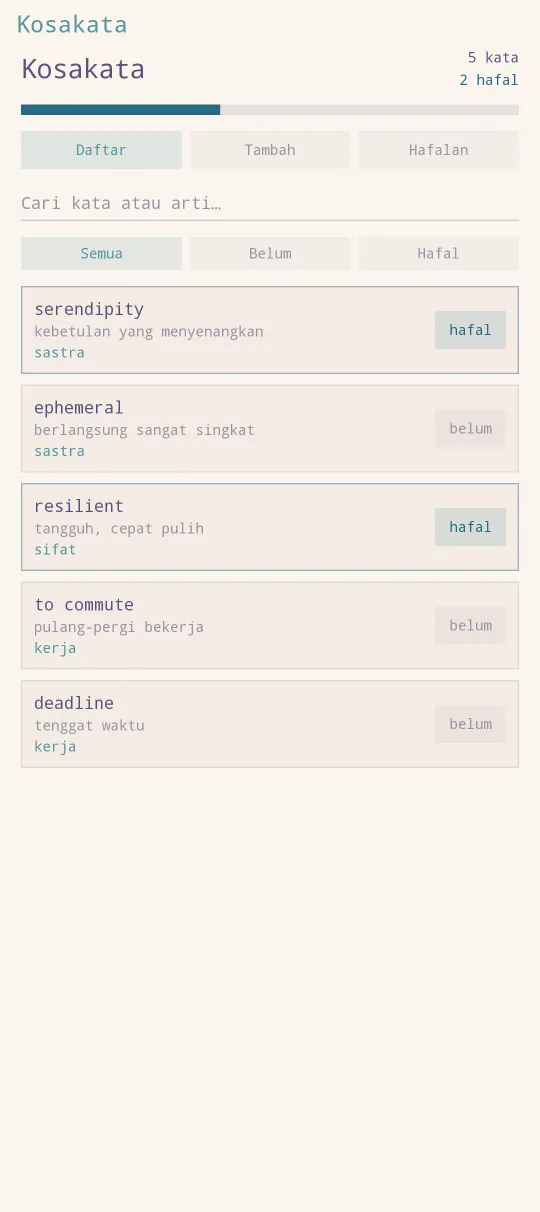 Kosakata
Kosakata
5 kata
2 hafal
Daftar
Tambah
Hafalan
Cari kata atau arti…
Semua
Belum
Hafal
serendipity
kebetulan yang menyenangkan
sastra
hafal
ephemeral
berlangsung sangat singkat
sastra
belum
resilient
tangguh, cepat pulih
sifat
hafal
to commute
pulang-pergi bekerja
kerja
belum
deadline
tenggat waktu
kerja
belum